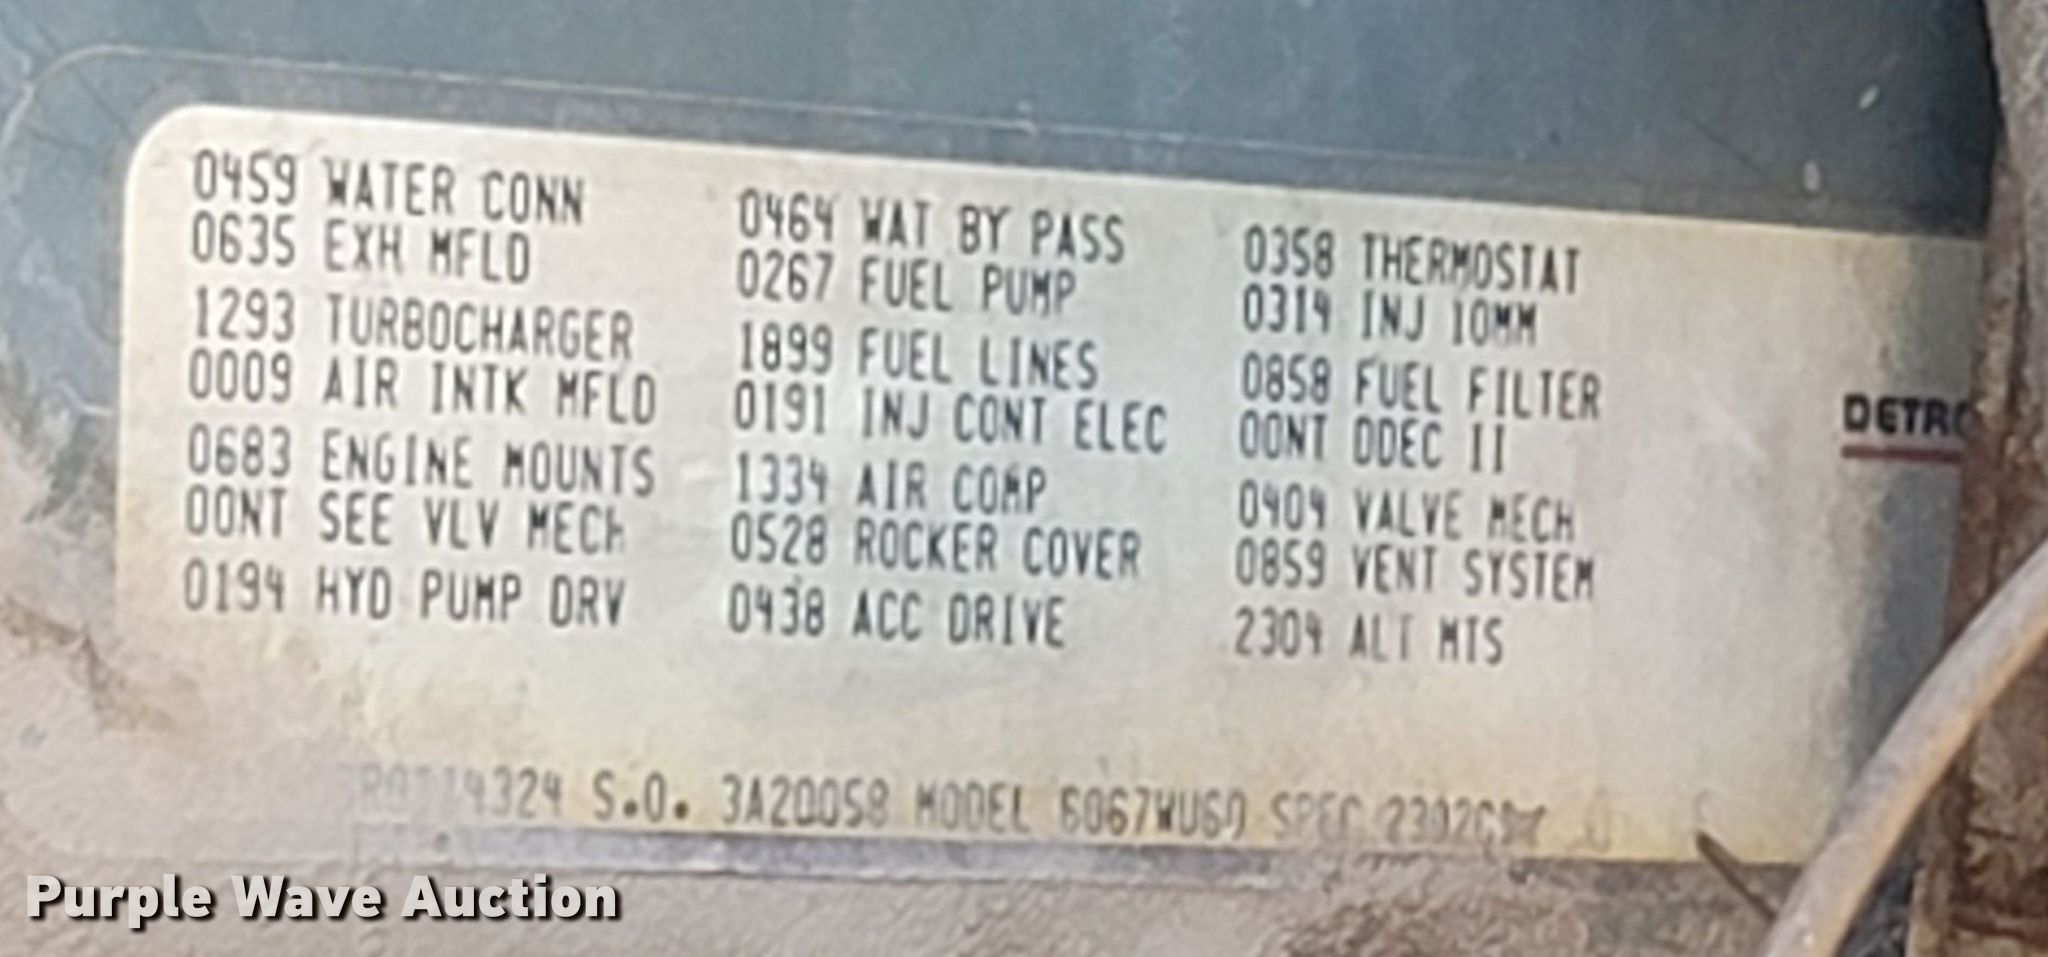 0459 WATER CONN 0464 WAT BY PASS 0358 THERMOSTAT
0635 EXH MFLD 0267 FUEL PUMP 0314 INJ 10MM
1293 TURBOCHARGER 1899 FUEL LINES 0858 FUEL FILTER
0009 AIR INTK MFLD 0191 INJ CONT ELEC 00NT DDEC II
DETRO
0683 ENGINE MOUNTS 1334 AIR COMP 0404 VALVE MECH
00NT SEE VLV MECH 0528 ROCKER COVER 0859 VENT SYSTEM
0194 HYD PUMP DRV 0438 ACC DRIVE 2304 ALT MTS
S.O. 3A20058 MODEL 6067WU60 SPEC
Purple Wave Auction